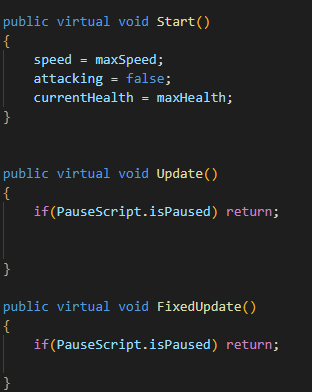 public virtual void Start()
{
    speed = maxSpeed;
    attacking = false;
    currentHealth = maxHealth;
}
public virtual void Update()
{
    if(PauseScript.isPaused) return;
}
public virtual void FixedUpdate()
{
    if(PauseScript.isPaused) return;
}